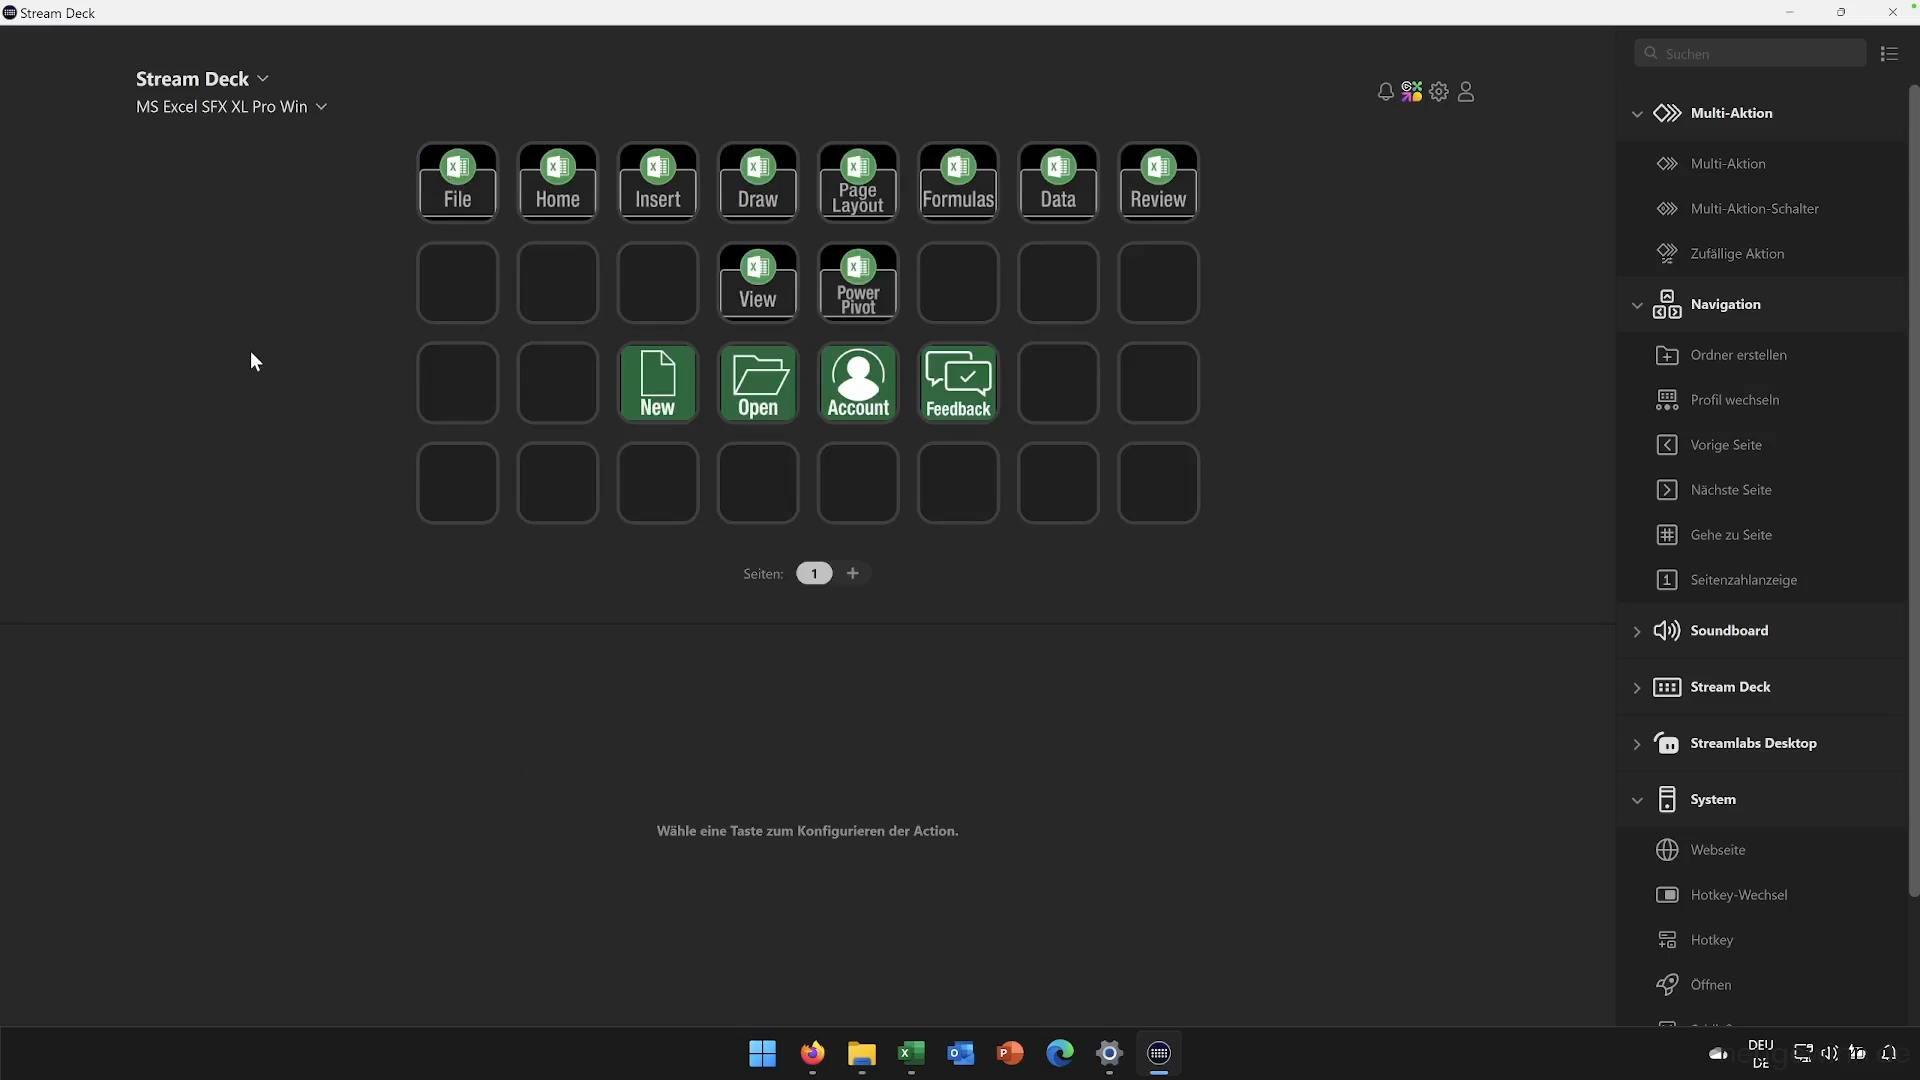 Stream Deck
Stream Deck
MS Excel SFX XL Pro Win
File
Home
Insert
Draw
Page
Layout
Formulas
Data
Review
View
Power
Pivot
New
Open
Account
Feedback
Seiten:
1
+
Wähle eine Taste zum Konfigurieren der Action.
Suchen
Multi-Aktion
Multi-Aktion
Multi-Aktion-Schalter
Zufällige Aktion
Navigation
Ordner erstellen
Profil wechseln
Vorige Seite
Nächste Seite
Gehe zu Seite
Seitenzahlanzeige
Soundboard
Stream Deck
Streamlabs Desktop
System
Webseite
Hotkey-Wechsel
Hotkey
Öffnen
DEU
DE